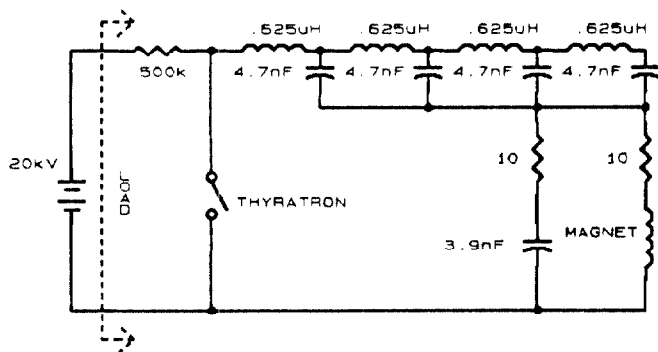 .625uH .625uH .625uH .625uH
500k 4.7nF 4.7nF 4.7nF 4.7nF
10 10
20kV
LOAD
THYRATRON
MAGNET
3.9nF